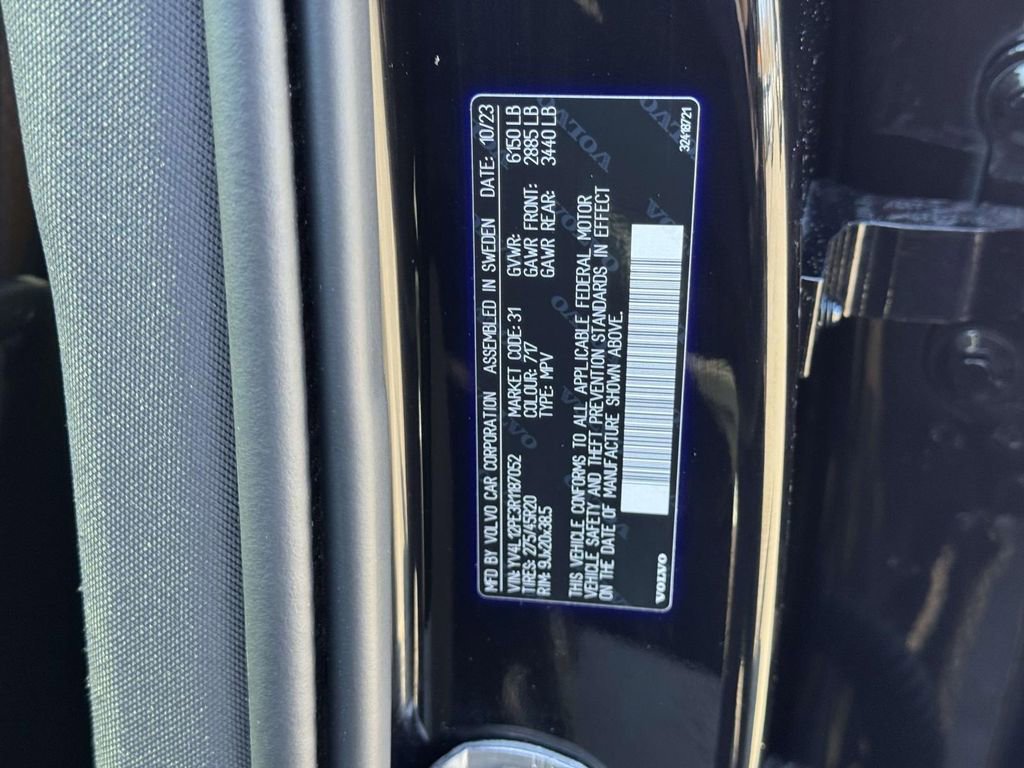 MFD BY VOLVO CAR CORPORATION ASSEMBLED IN SWEDEN DATE: 10/23
VIN: YV4L12PE3R1187052 MARKET CODE: 31 GVWR: 6150 LB
TIRES: 275/45R20 COLOUR: 717 GAWR FRONT: 2885 LB
RIM: 9Jx20x38.5 TYPE: MPV GAWR REAR: 3440 LB
THIS VEHICLE CONFORMS TO ALL APPLICABLE FEDERAL MOTOR
VEHICLE SAFETY AND THEFT PREVENTION STANDARDS IN EFFECT
ON THE DATE OF MANUFACTURE SHOWN ABOVE.
VOLVO 32418721